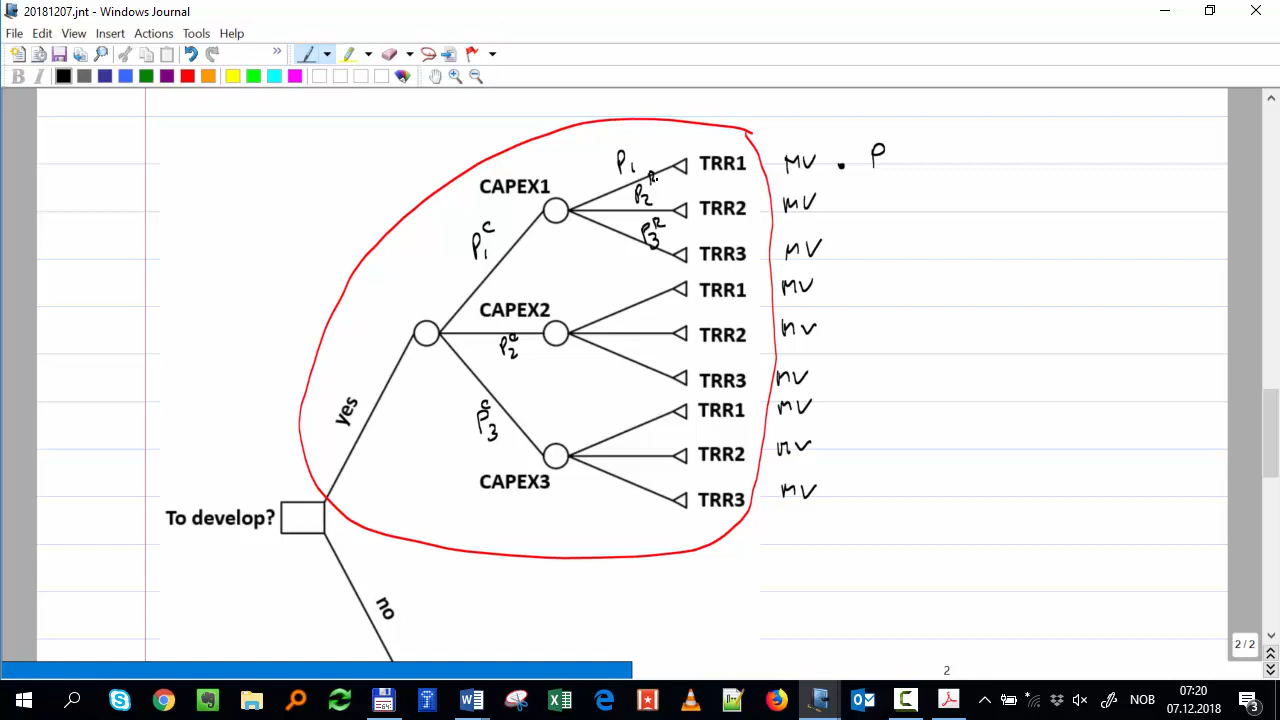 20181207.jnt - Windows Journal
File Edit View Insert Actions Tools Help
B I
P1 TRR1 MV . P
CAPEX1 P2R TRR2 MV
P1C P3R TRR3 MV
TRR1 MV
CAPEX2 TRR2 MV
P2C TRR3 MV
yes P3C TRR1 MV
TRR2 MV
CAPEX3 TRR3 MV
To develop?
no
2 / 2
2
NOB
07:20
07.12.2018
3